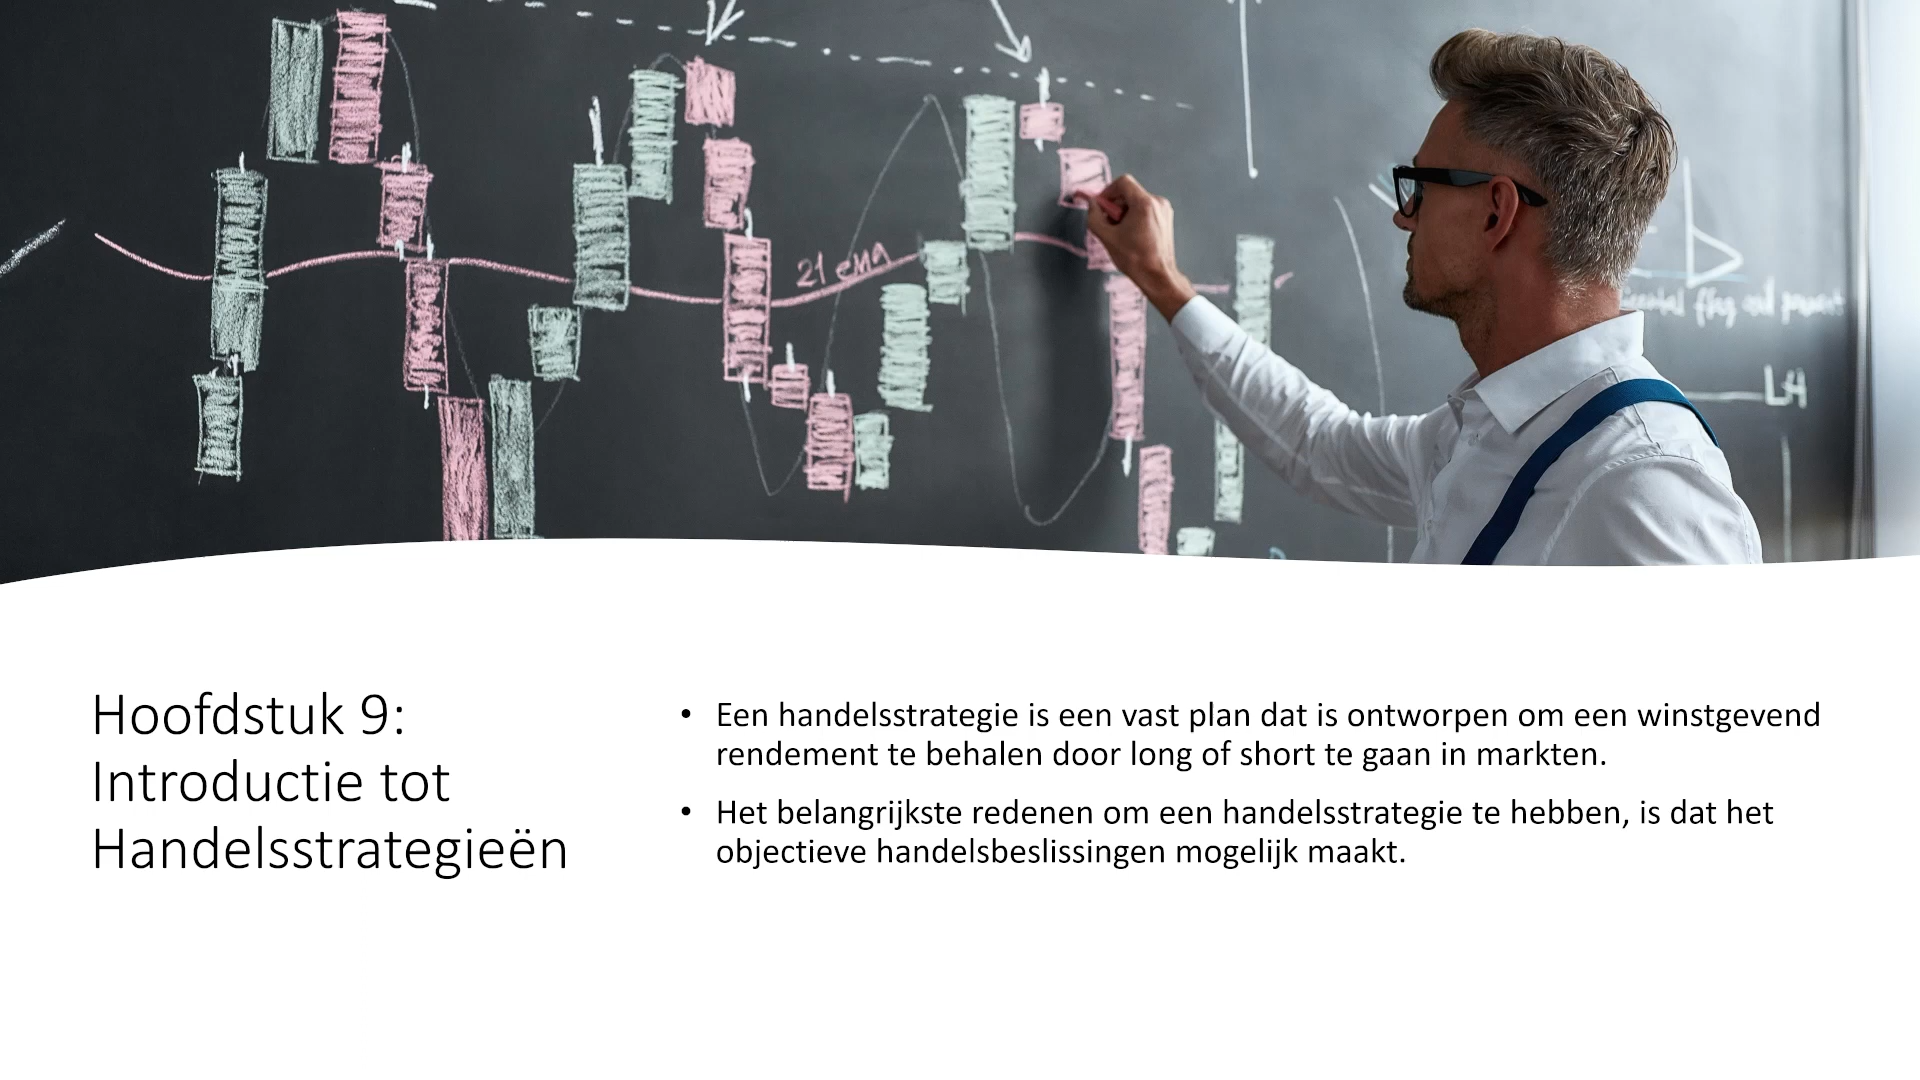 21 ema
LH
Hoofdstuk 9:
Introductie tot
Handelsstrategieën
• Een handelsstrategie is een vast plan dat is ontworpen om een winstgevend
rendement te behalen door long of short te gaan in markten.
• Het belangrijkste redenen om een handelsstrategie te hebben, is dat het
objectieve handelsbeslissingen mogelijk maakt.